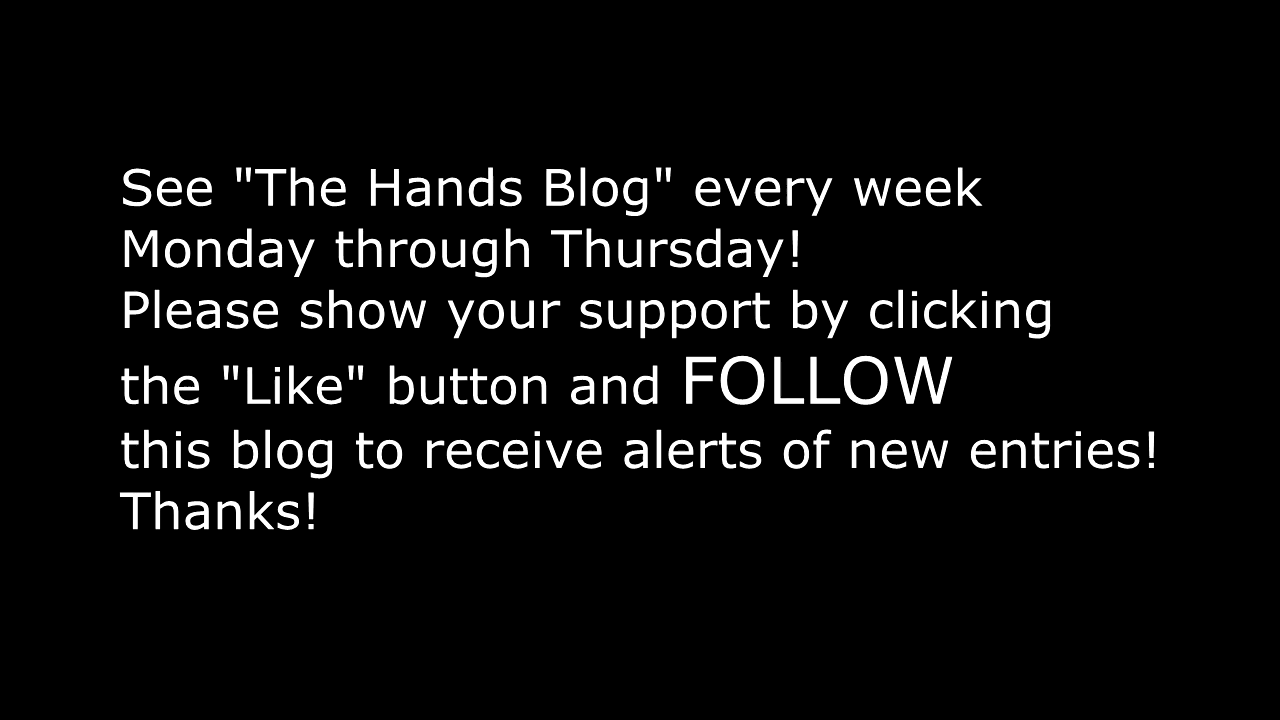 See "The Hands Blog" every week
Monday through Thursday!
Please show your support by clicking
the "Like" button and FOLLOW
this blog to receive alerts of new entries!
Thanks!